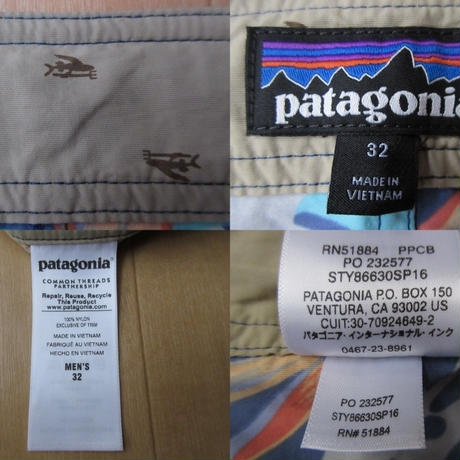 patagonia
32
MADE IN
VIETNAM
patagonia®
COMMON THREADS
PARTNERSHIP
Repair, Reuse, Recycle
This Product
www.patagonia.com
100% NYLON
EXCLUSIVE OF TRIM
MADE IN VIETNAM
FABRIQUÉ AU VIETNAM
HECHO EN VIETNAM
MEN'S
32
RN51884 PPCB
PO 232577
STY86630SP16
PATAGONIA P.O. BOX 150
VENTURA, CA 93002 US
CUIT:30-70924649-2
パタゴニア・インターナショナル・インク
0467-23-8961
PO 232577
STY86630SP16
RN# 51884